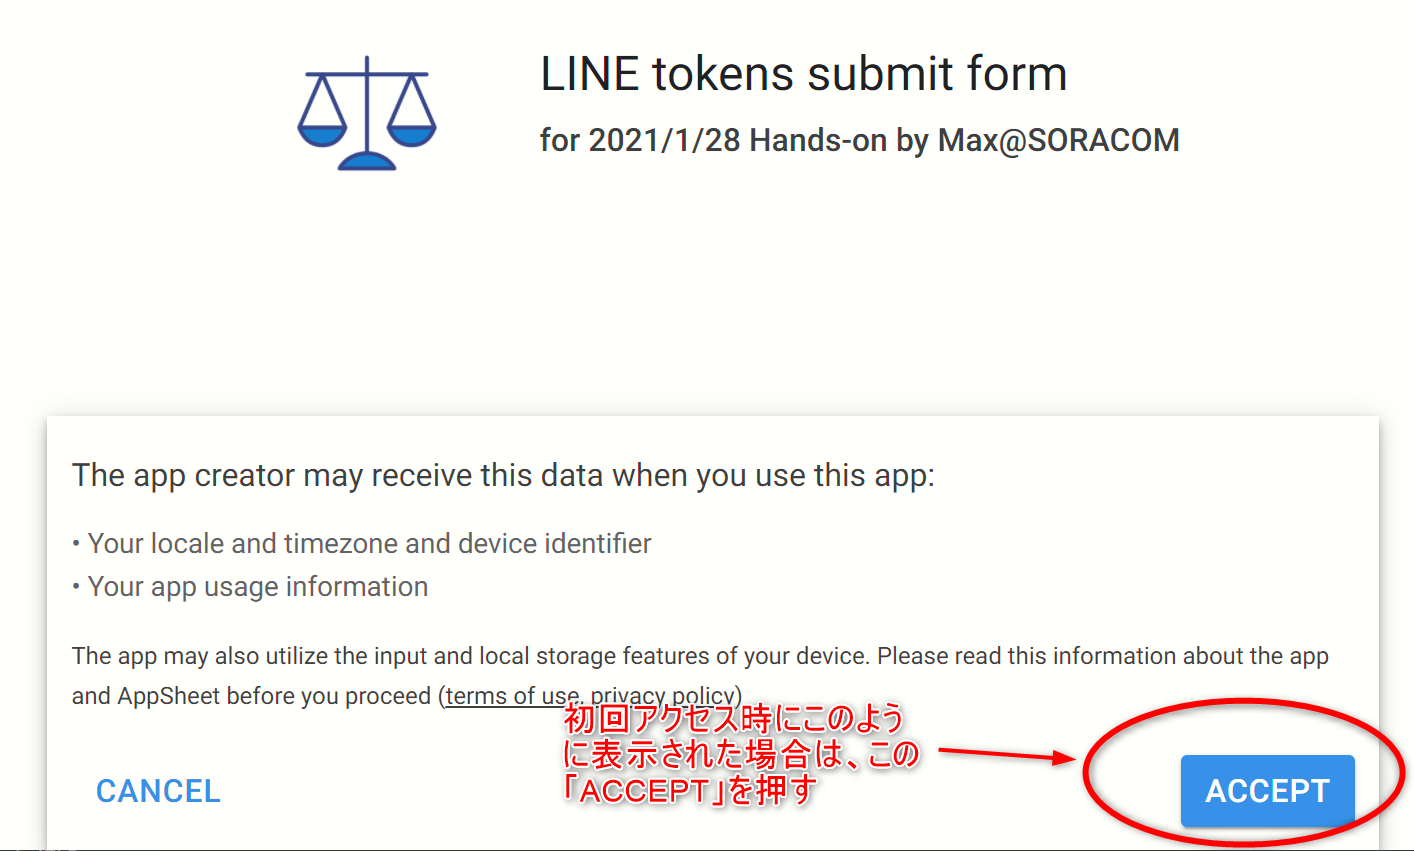 LINE tokens submit form
for 2021/1/28 Hands-on by Max@SORACOM
The app creator may receive this data when you use this app:
• Your locale and timezone and device identifier
• Your app usage information
The app may also utilize the input and local storage features of your device. Please read this information about the app
and AppSheet before you proceed (terms of use, privacy policy)
初回アクセス時にこのよう
に表示された場合は、この
「ACCEPT」を押す
CANCEL
ACCEPT